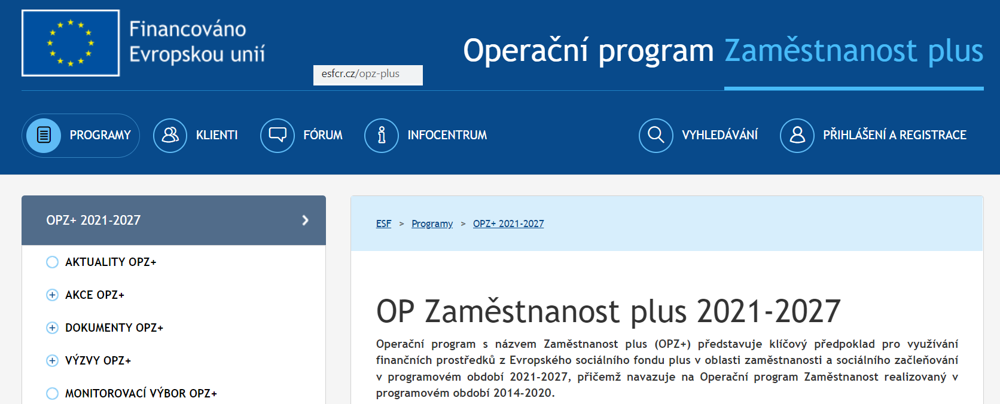 Financováno
Evropskou unií
Operační program Zaměstnanost plus
esfcr.cz/opz-plus
PROGRAMY
KLIENTI
FÓRUM
INFOCENTRUM
VYHLEDÁVÁNÍ
PŘIHLÁŠENÍ A REGISTRACE
OPZ+ 2021-2027
AKTUALITY OPZ+
AKCE OPZ+
DOKUMENTY OPZ+
VÝZVY OPZ+
MONITOROVACÍ VÝBOR OPZ+
ESF > Programy > OPZ+ 2021-2027
OP Zaměstnanost plus 2021-2027
Operační program s názvem Zaměstnanost plus (OPZ+) představuje klíčový předpoklad pro využívání
finančních prostředků z Evropského sociálního fondu plus v oblasti zaměstnanosti a sociálního začleňování
v programovém období 2021-2027, přičemž navazuje na Operační program Zaměstnanost realizovaný v
programovém období 2014-2020.